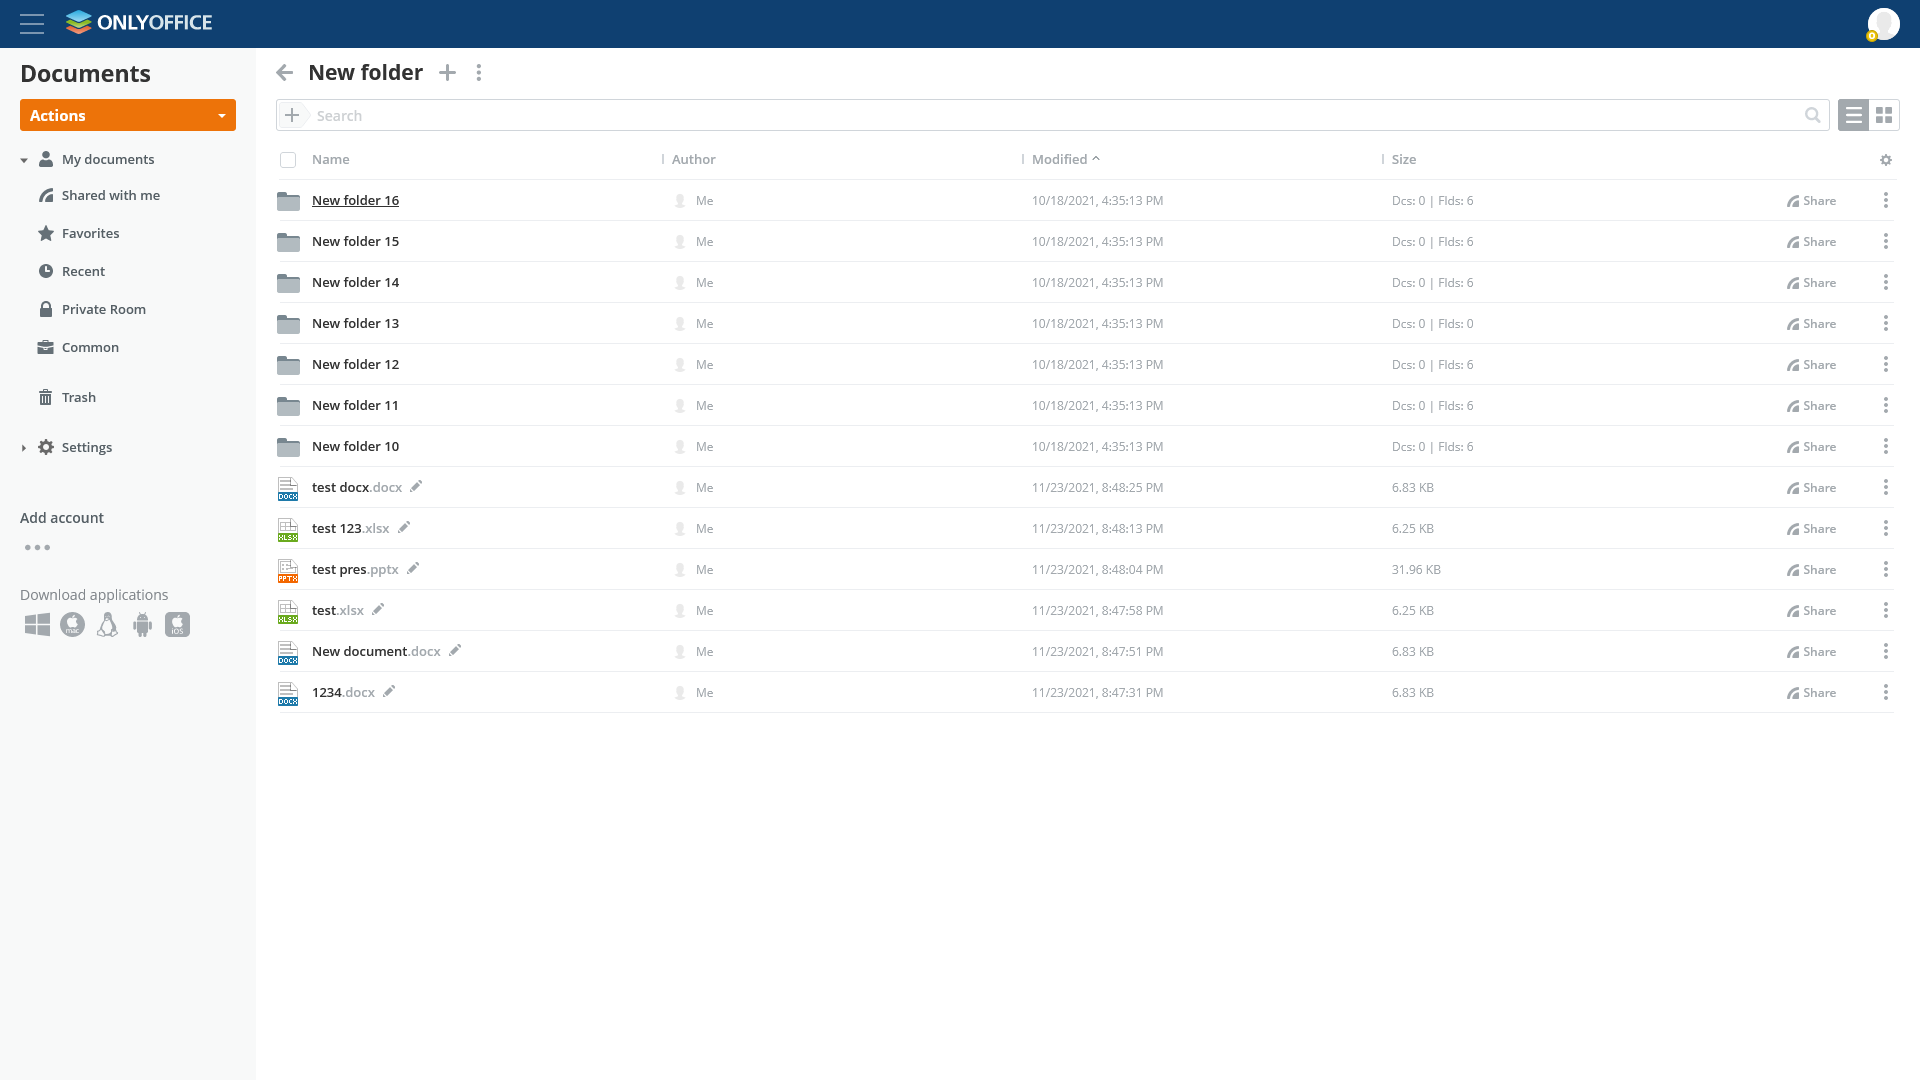 ONLYOFFICE
Documents
Actions
My documents
Shared with me
Favorites
Recent
Private Room
Common
Trash
Settings
Add account
Download applications
mac
iOS
New folder
Search
Name Author Modified Size
New folder 16 Me 10/18/2021, 4:35:13 PM Dcs: 0 | Flds: 6 Share
New folder 15 Me 10/18/2021, 4:35:13 PM Dcs: 0 | Flds: 6 Share
New folder 14 Me 10/18/2021, 4:35:13 PM Dcs: 0 | Flds: 6 Share
New folder 13 Me 10/18/2021, 4:35:13 PM Dcs: 0 | Flds: 0 Share
New folder 12 Me 10/18/2021, 4:35:13 PM Dcs: 0 | Flds: 6 Share
New folder 11 Me 10/18/2021, 4:35:13 PM Dcs: 0 | Flds: 6 Share
New folder 10 Me 10/18/2021, 4:35:13 PM Dcs: 0 | Flds: 6 Share
DOCX test docx.docx Me 11/23/2021, 8:48:25 PM 6.83 KB Share
XLSX test 123.xlsx Me 11/23/2021, 8:48:13 PM 6.25 KB Share
PPTX test pres.pptx Me 11/23/2021, 8:48:04 PM 31.96 KB Share
XLSX test.xlsx Me 11/23/2021, 8:47:58 PM 6.25 KB Share
DOCX New document.docx Me 11/23/2021, 8:47:51 PM 6.83 KB Share
DOCX 1234.docx Me 11/23/2021, 8:47:31 PM 6.83 KB Share